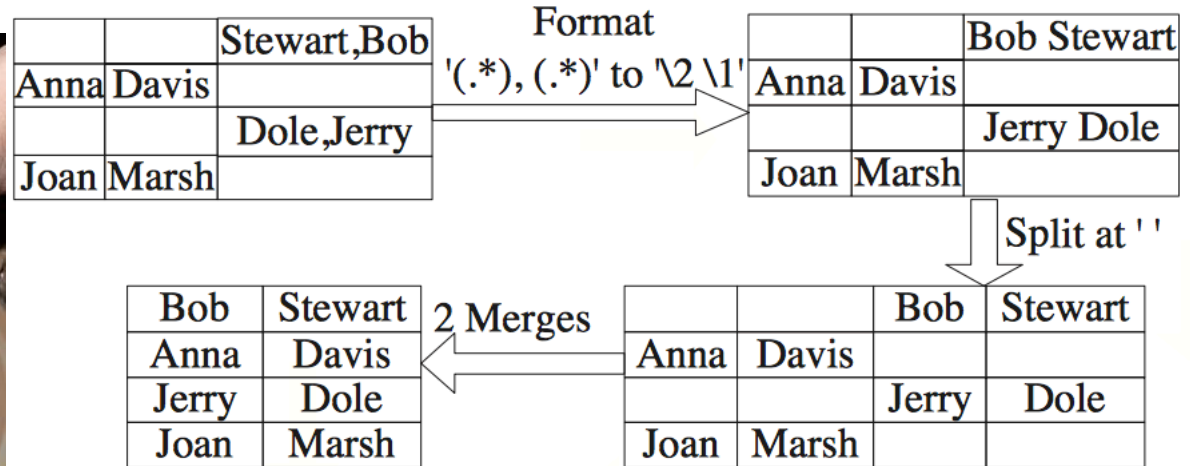 Stewart,Bob
Anna Davis
Dole,Jerry
Joan Marsh
Format
'(.*), (.*)' to '\2 \1'
Bob Stewart
Anna Davis
Jerry Dole
Joan Marsh
Split at ' '
Bob Stewart
Anna Davis
Jerry Dole
Joan Marsh
2 Merges
Bob Stewart
Anna Davis
Jerry Dole
Joan Marsh